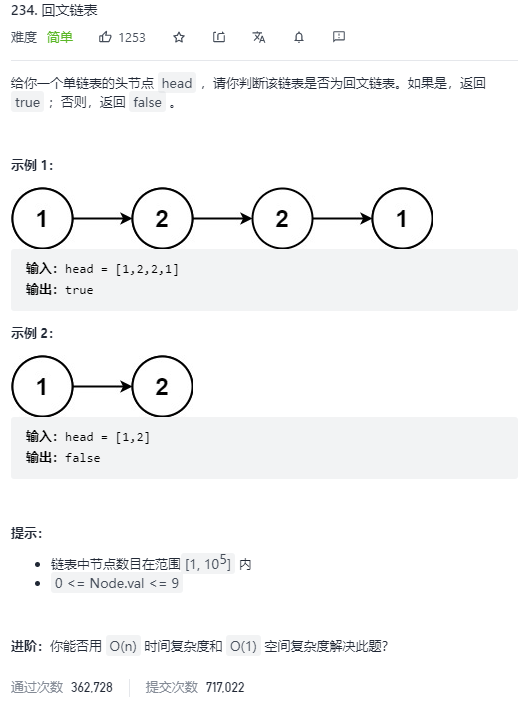 234. 回文链表
难度 简单 1253
给你一个单链表的头节点 head ，请你判断该链表是否为回文链表。如果是，返回
true ；否则，返回 false 。
示例 1：
1 2 2 1
输入：head = [1,2,2,1]
输出：true
示例 2：
1 2
输入：head = [1,2]
输出：false
提示：
• 链表中节点数目在范围 [1, 10⁵] 内
• 0 <= Node.val <= 9
进阶：你能否用 O(n) 时间复杂度和 O(1) 空间复杂度解决此题？
通过次数 362,728 提交次数 717,022